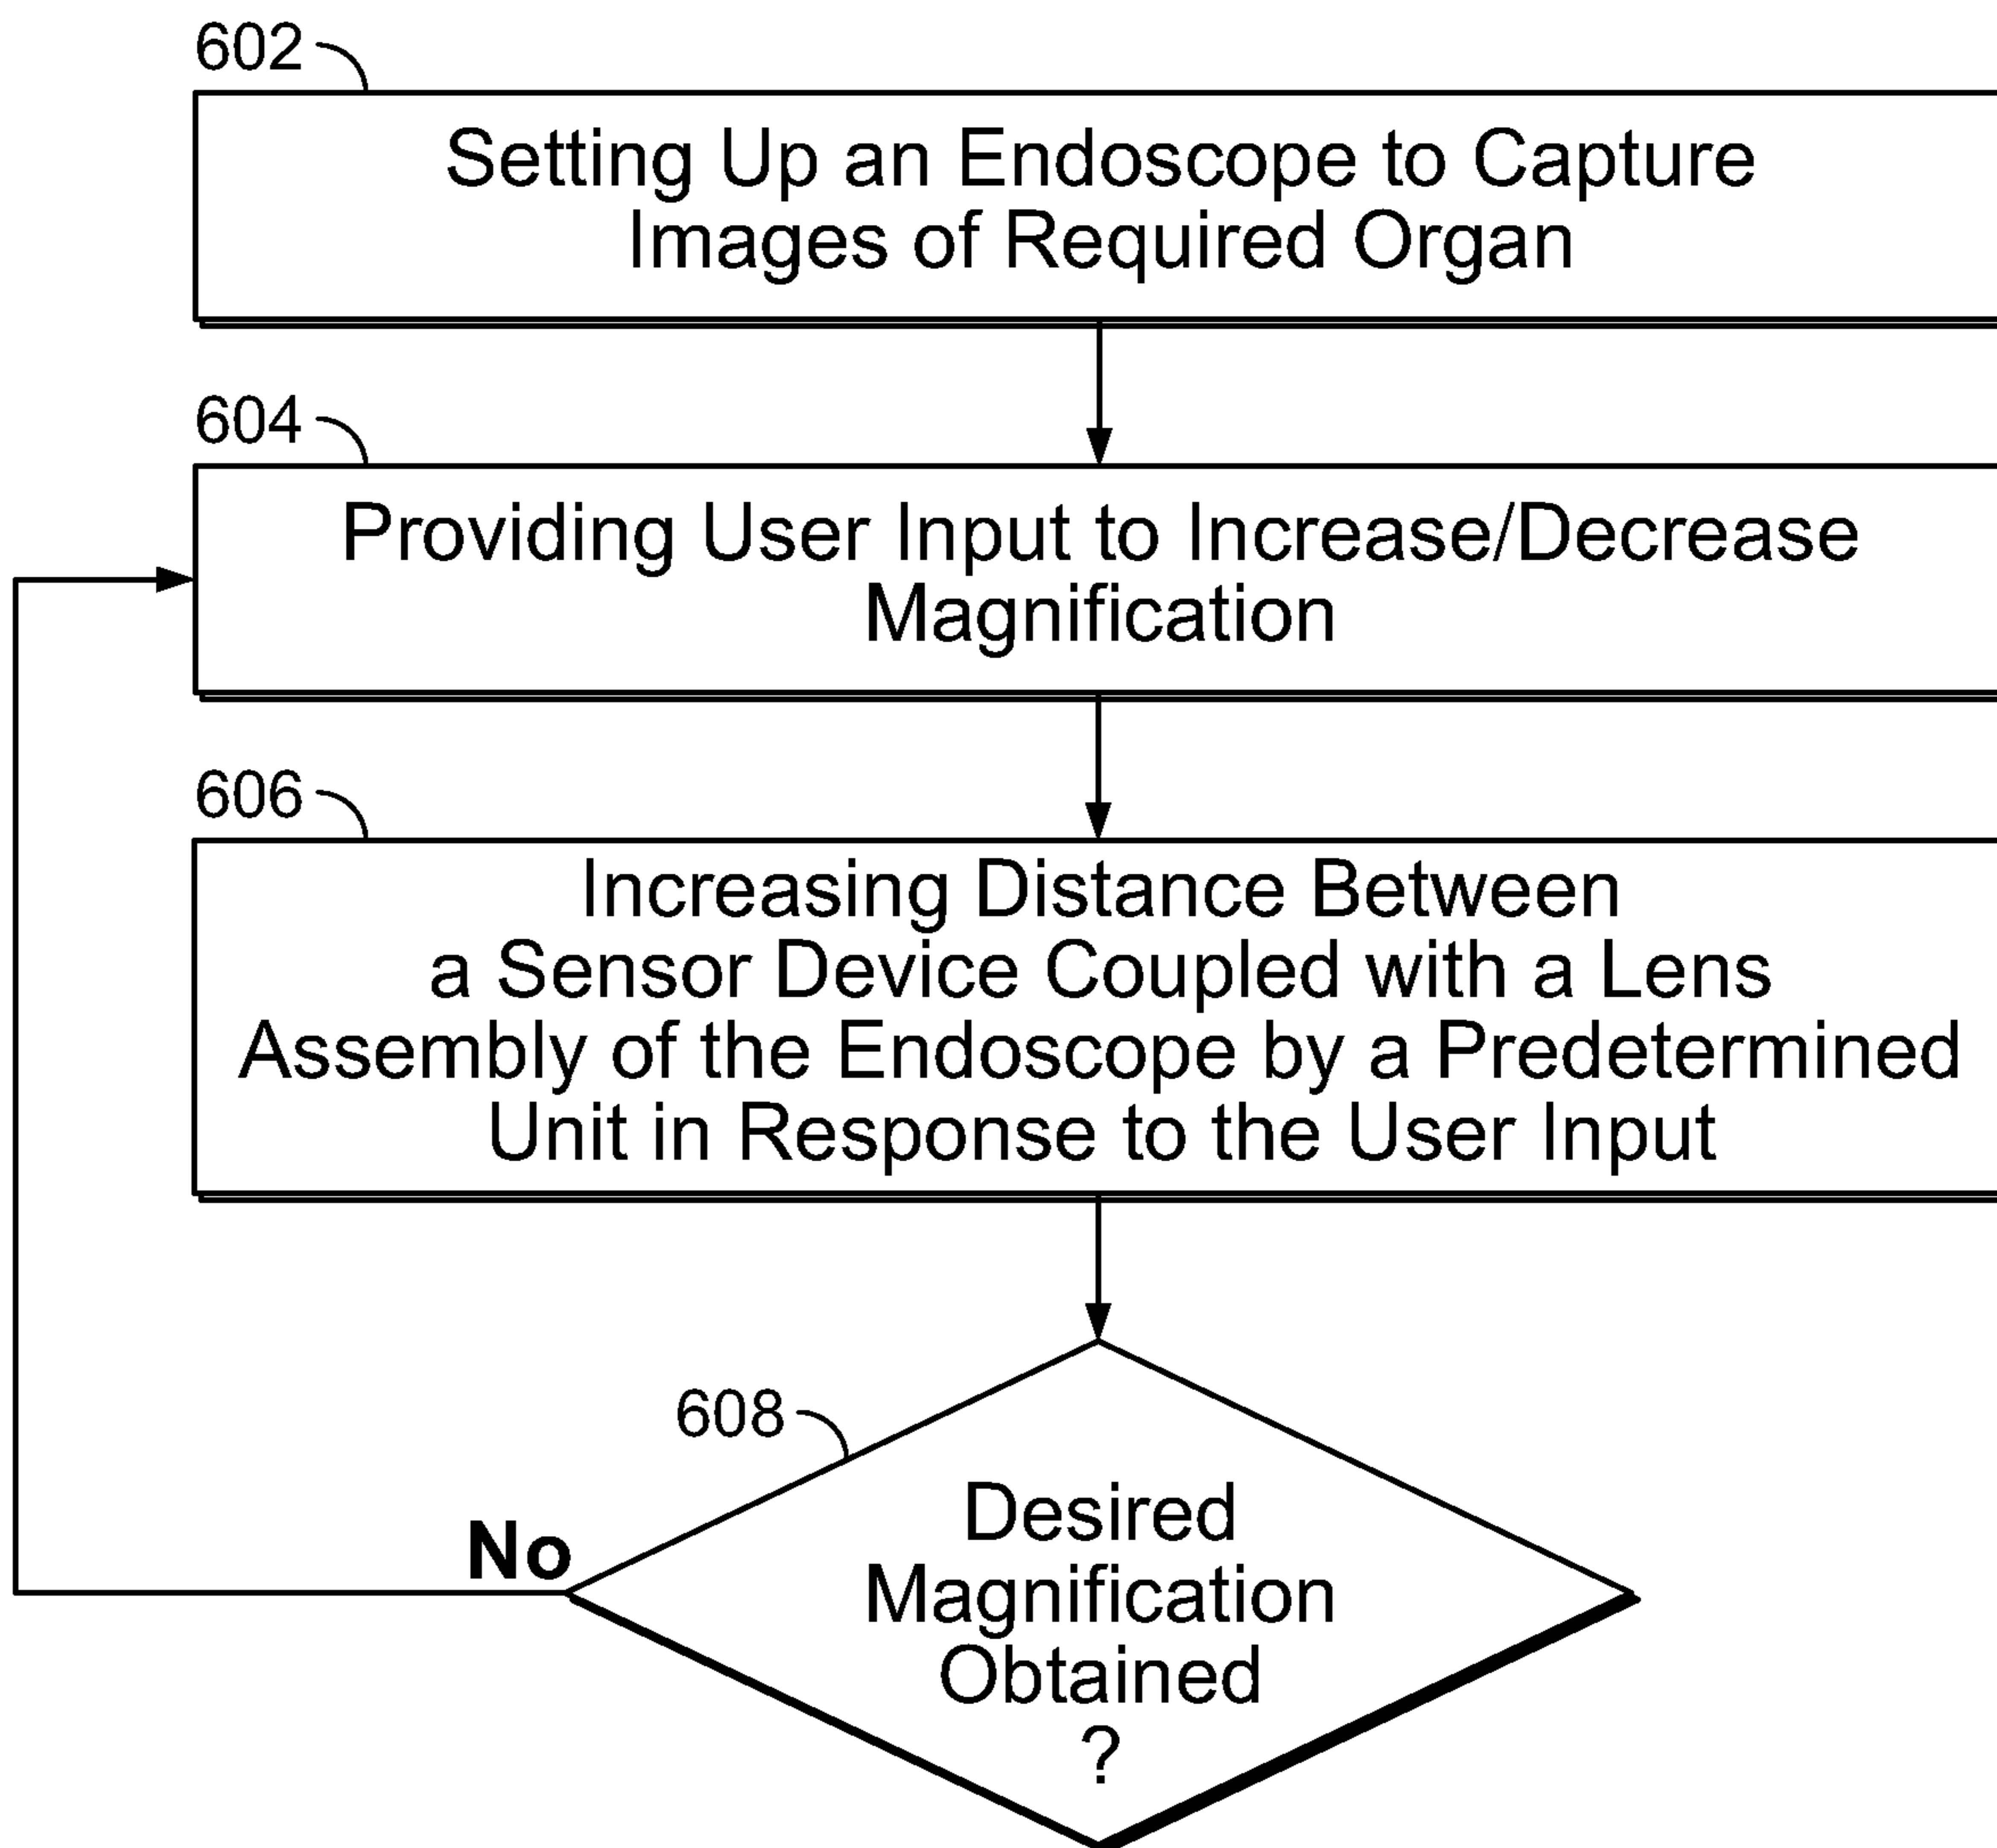 602
Setting Up an Endoscope to Capture
Images of Required Organ
604
Providing User Input to Increase/Decrease
Magnification
606
Increasing Distance Between
a Sensor Device Coupled with a Lens
Assembly of the Endoscope by a Predetermined
Unit in Response to the User Input
608
Desired
Magnification
Obtained
?
No